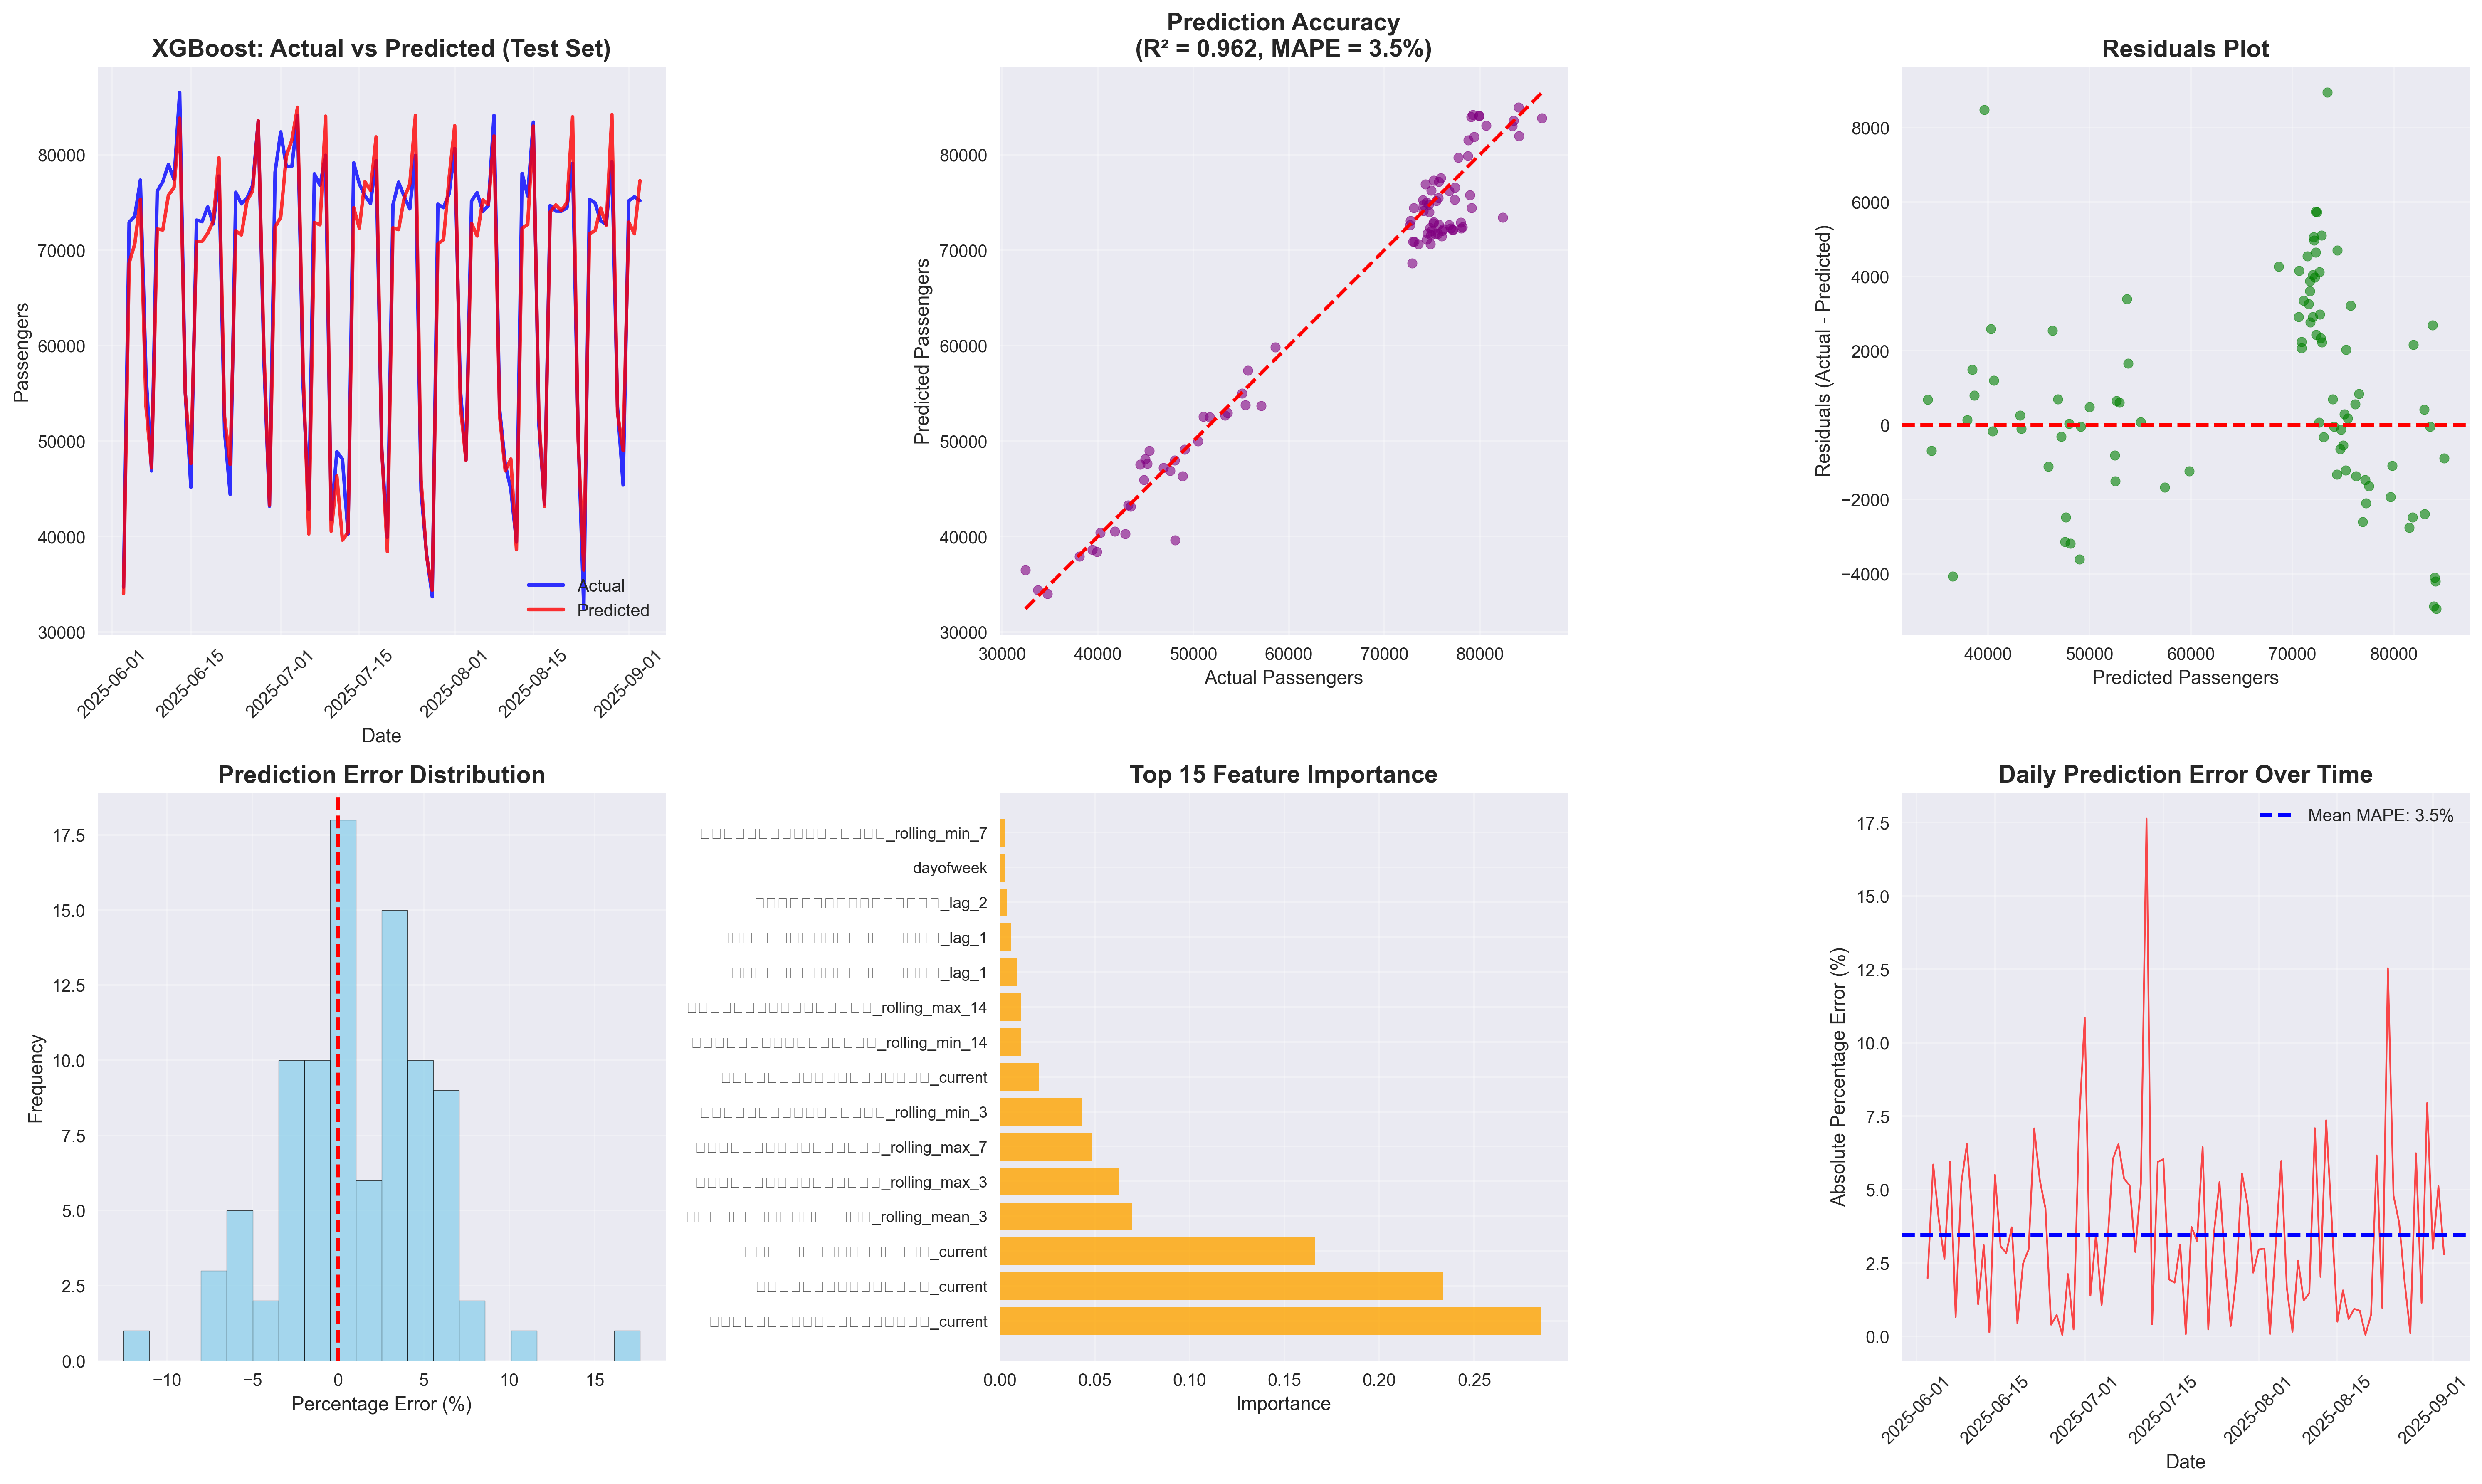 XGBoost: Actual vs Predicted (Test Set)
Passengers
80000
70000
60000
50000
40000
30000
Actual
Predicted
2025-06-01
2025-06-15
2025-07-01
2025-07-15
2025-08-01
2025-08-15
2025-09-01
Date
Prediction Accuracy
(R² = 0.962, MAPE = 3.5%)
Predicted Passengers
80000
70000
60000
50000
40000
30000
30000 40000 50000 60000 70000 80000
Actual Passengers
Residuals Plot
Residuals (Actual - Predicted)
8000
6000
4000
2000
0
−2000
−4000
40000 50000 60000 70000 80000
Predicted Passengers
Prediction Error Distribution
Frequency
17.5
15.0
12.5
10.0
7.5
5.0
2.5
0.0
−10 −5 0 5 10 15
Percentage Error (%)
Top 15 Feature Importance
_rolling_min_7
dayofweek
_lag_2
_lag_1
_lag_1
_rolling_max_14
_rolling_min_14
_current
_rolling_min_3
_rolling_max_7
_rolling_max_3
_rolling_mean_3
_current
_current
_current
0.00 0.05 0.10 0.15 0.20 0.25
Importance
Daily Prediction Error Over Time
Absolute Percentage Error (%)
Mean MAPE: 3.5%
17.5
15.0
12.5
10.0
7.5
5.0
2.5
0.0
2025-06-01
2025-06-15
2025-07-01
2025-07-15
2025-08-01
2025-08-15
2025-09-01
Date